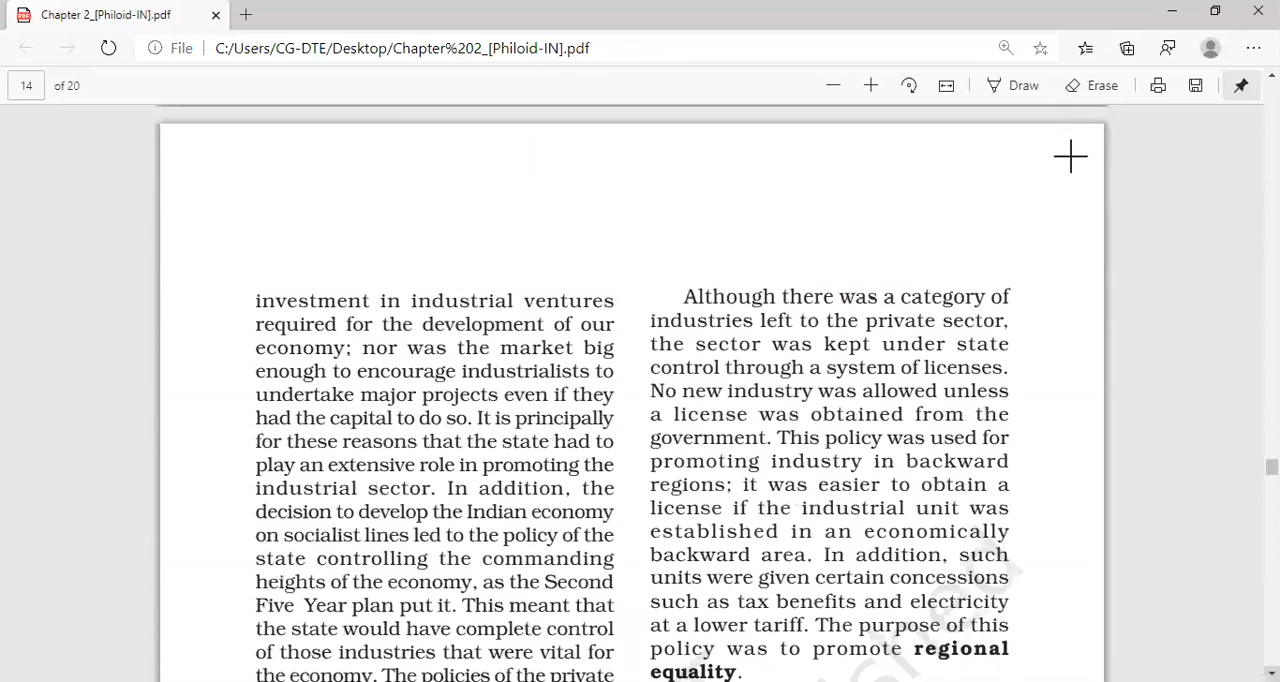 Chapter 2_[Philoid-IN].pdf
File
C:/Users/CG-DTE/Desktop/Chapter%202_[Philoid-IN].pdf
14 of 20
Draw
Erase
investment in industrial ventures
required for the development of our
economy; nor was the market big
enough to encourage industrialists to
undertake major projects even if they
had the capital to do so. It is principally
for these reasons that the state had to
play an extensive role in promoting the
industrial sector. In addition, the
decision to develop the Indian economy
on socialist lines led to the policy of the
state controlling the commanding
heights of the economy, as the Second
Five Year plan put it. This meant that
the state would have complete control
of those industries that were vital for
the economy. The policies of the private
Although there was a category of
industries left to the private sector,
the sector was kept under state
control through a system of licenses.
No new industry was allowed unless
a license was obtained from the
government. This policy was used for
promoting industry in backward
regions; it was easier to obtain a
license if the industrial unit was
established in an economically
backward area. In addition, such
units were given certain concessions
such as tax benefits and electricity
at a lower tariff. The purpose of this
policy was to promote regional
equality.